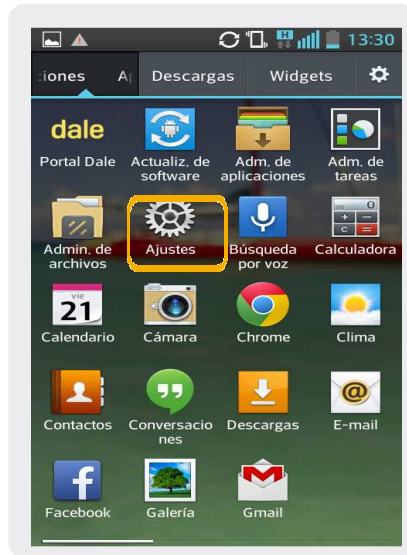 13:30
ciones Ap Descargas Widgets
dale
Portal Dale
Actualiz. de
software
Adm. de
aplicaciones
Adm. de
tareas
Admin. de
archivos
Ajustes
Búsqueda
por voz
Calculadora
vie
21
Calendario
Cámara
Chrome
Clima
Contactos
Conversacio
nes
Descargas
E-mail
Facebook
Galería
Gmail